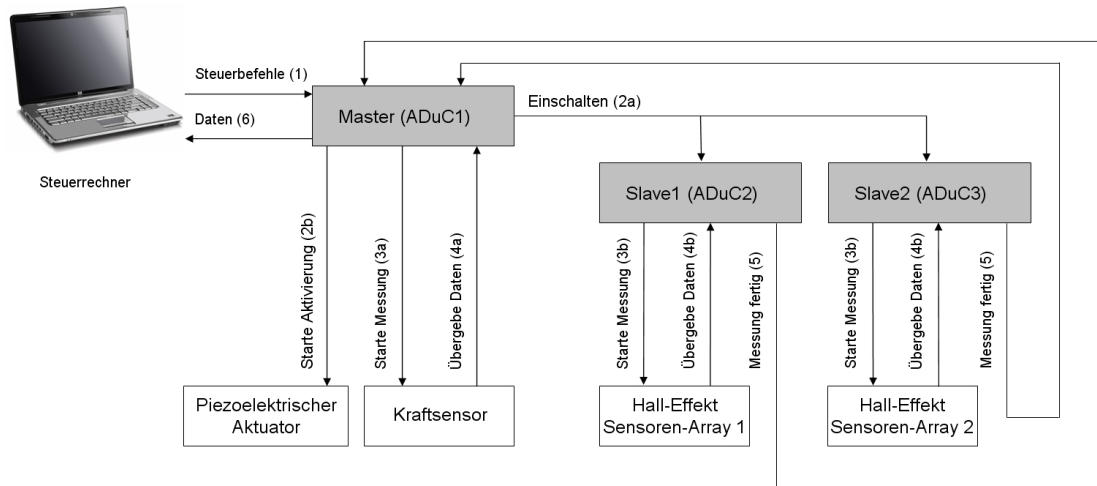 Steuerbefehle (1)
Daten (6)
Steuerrechner
Master (ADuC1)
Einschalten (2a)
Slave1 (ADuC2)
Slave2 (ADuC3)
Starte Aktivierung (2b)
Starte Messung (3a)
Übergebe Daten (4a)
Starte Messung (3b)
Übergebe Daten (4b)
Messung fertig (5)
Starte Messung (3b)
Übergebe Daten (4b)
Messung fertig (5)
Piezoelektrischer
Aktuator
Kraftsensor
Hall-Effekt
Sensoren-Array 1
Hall-Effekt
Sensoren-Array 2